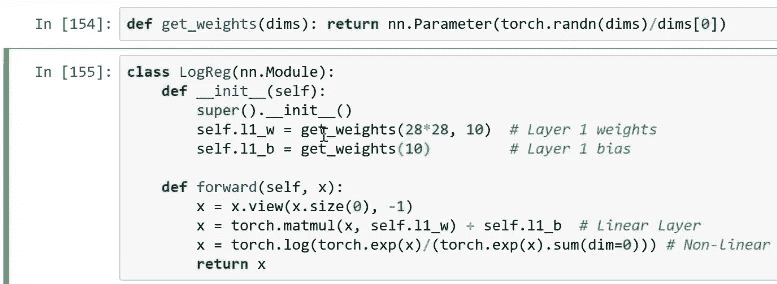 In [154]: def get_weights(dims): return nn.Parameter(torch.randn(dims)/dims[0])
In [155]: class LogReg(nn.Module):
    def __init__(self):
        super().__init__()
        self.l1_w = get_weights(28*28, 10)  # Layer 1 weights
        self.l1_b = get_weights(10)         # Layer 1 bias
    def forward(self, x):
        x = x.view(x.size(0), -1)
        x = torch.matmul(x, self.l1_w) + self.l1_b  # Linear Layer
        x = torch.log(torch.exp(x)/(torch.exp(x).sum(dim=0))) # Non-linear
        return x